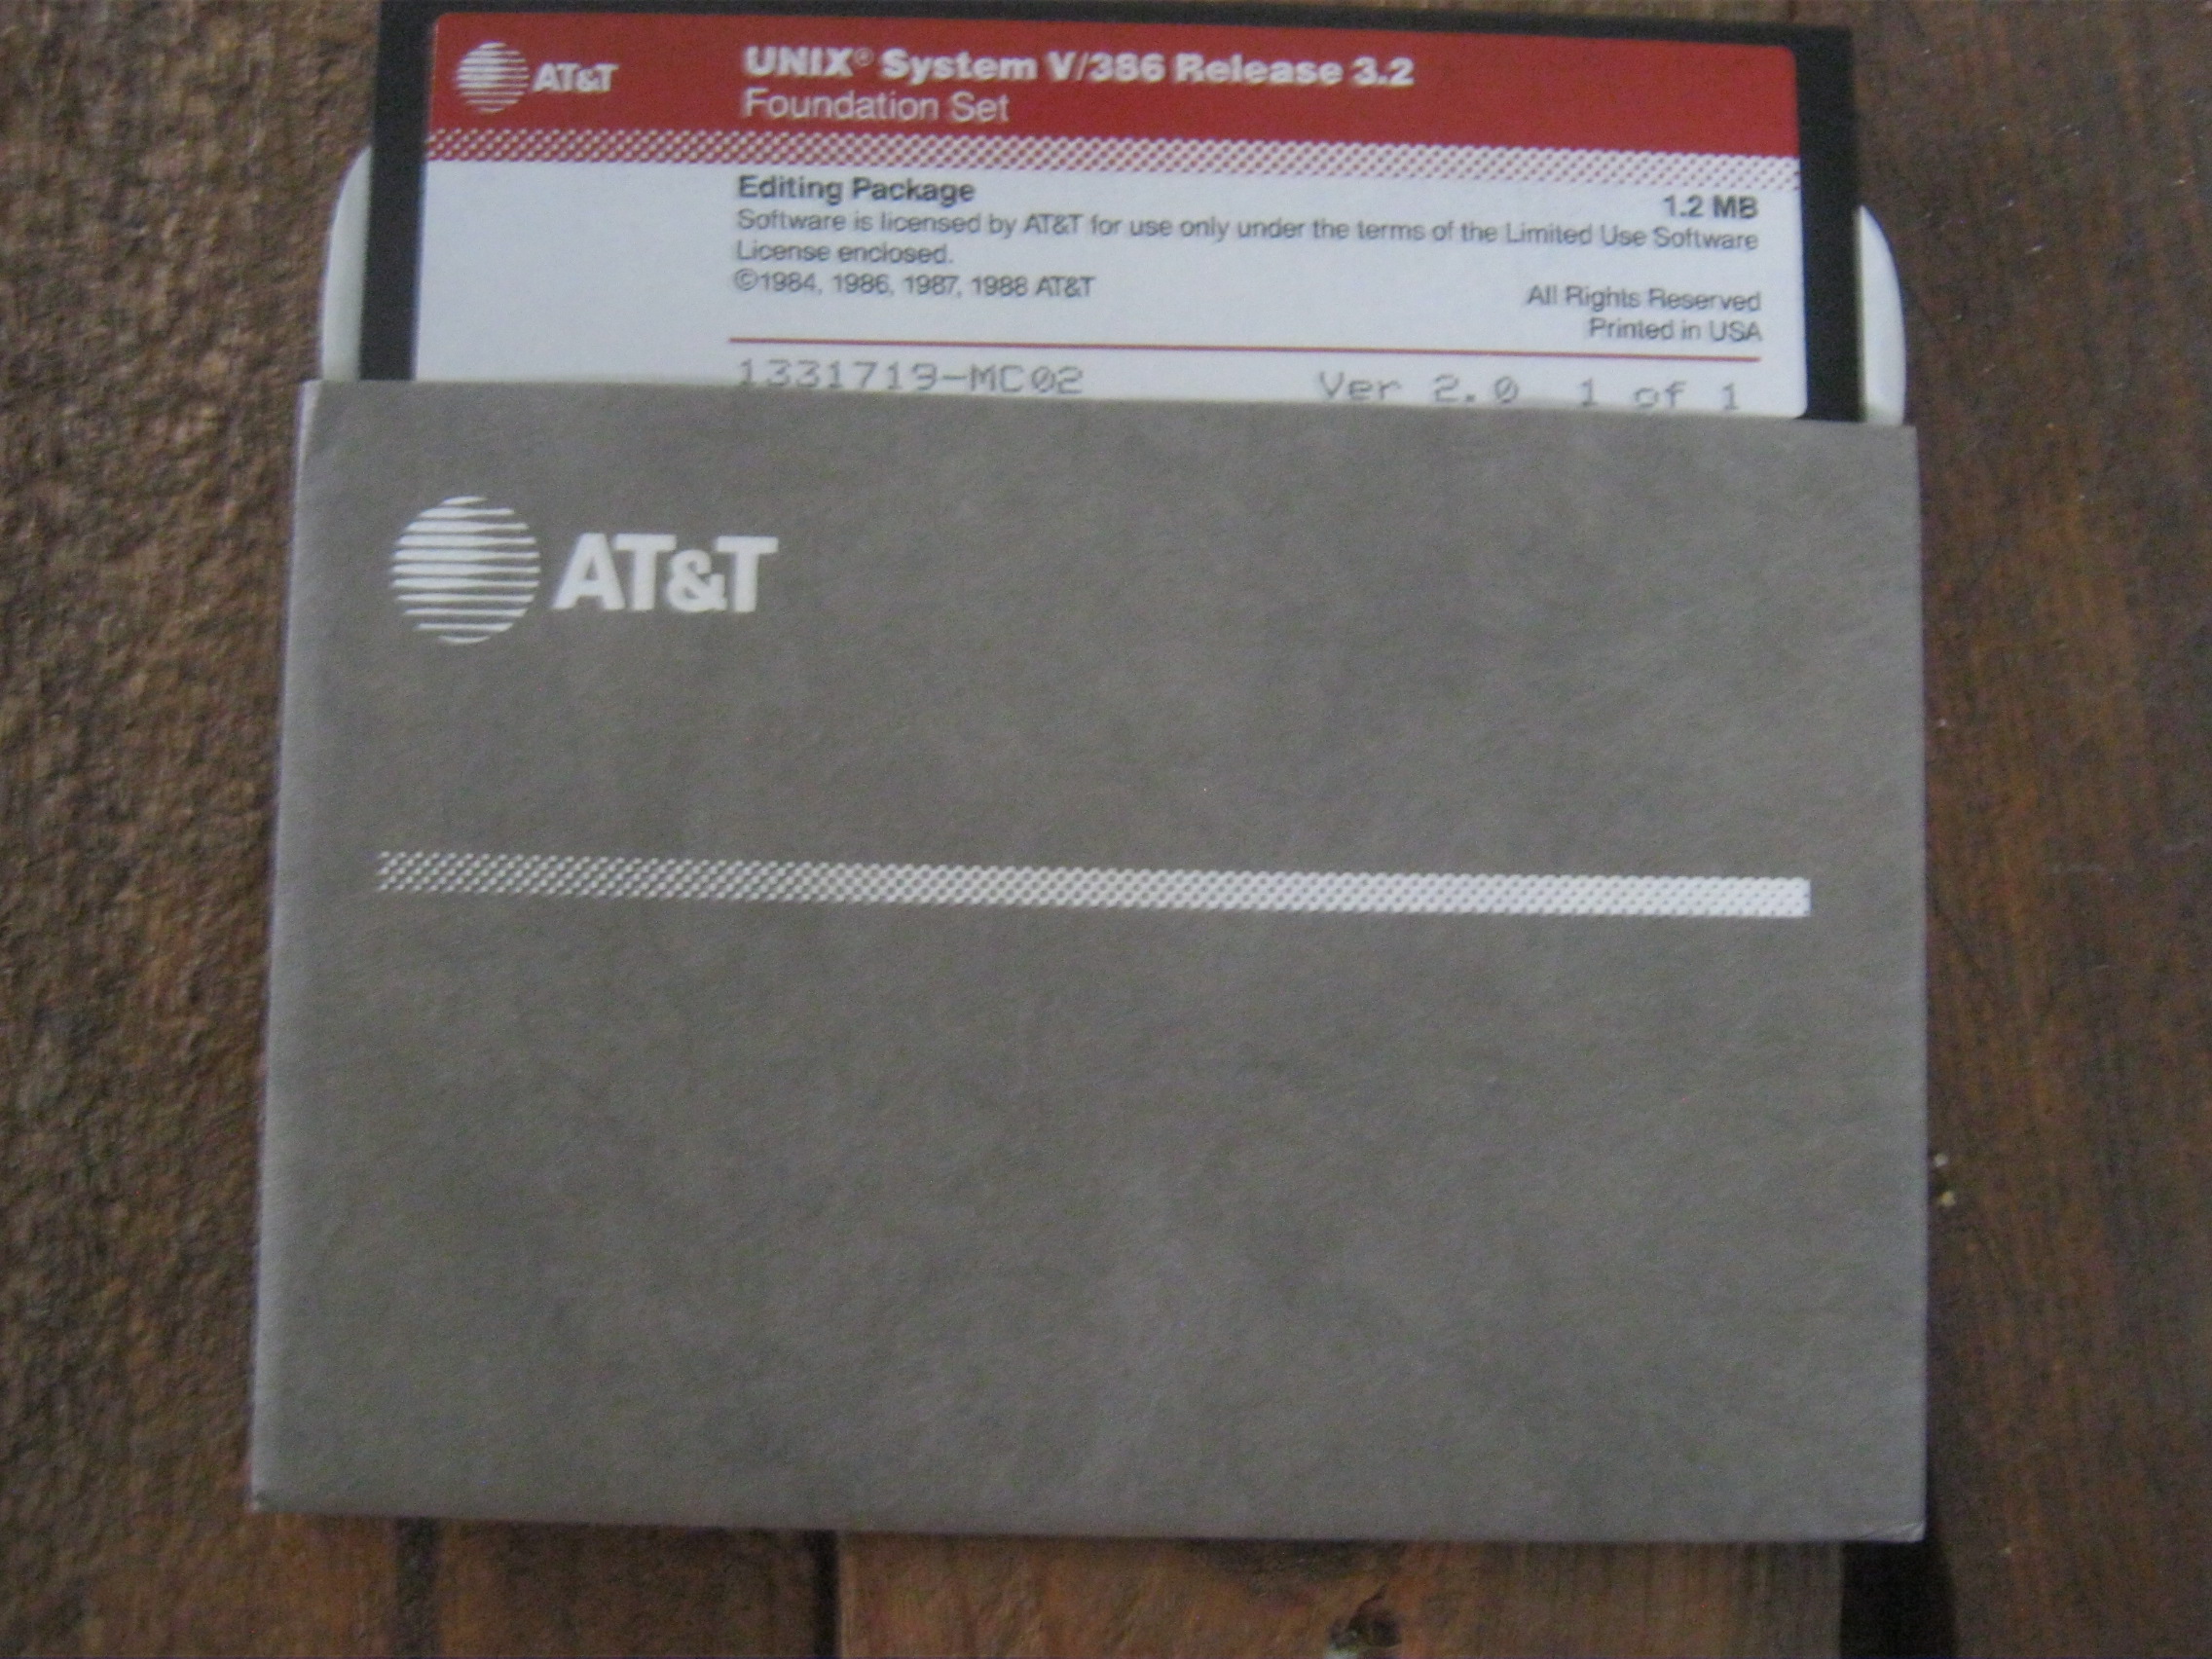 AT&T
UNIX® System V/386 Release 3.2
Foundation Set
Editing Package
1.2 MB
Software is licensed by AT&T for use only under the terms of the Limited Use Software
License enclosed.
©1984, 1986, 1987, 1988 AT&T
All Rights Reserved
Printed in USA
1331719-MC02 Ver 2.0 1 of 1
AT&T